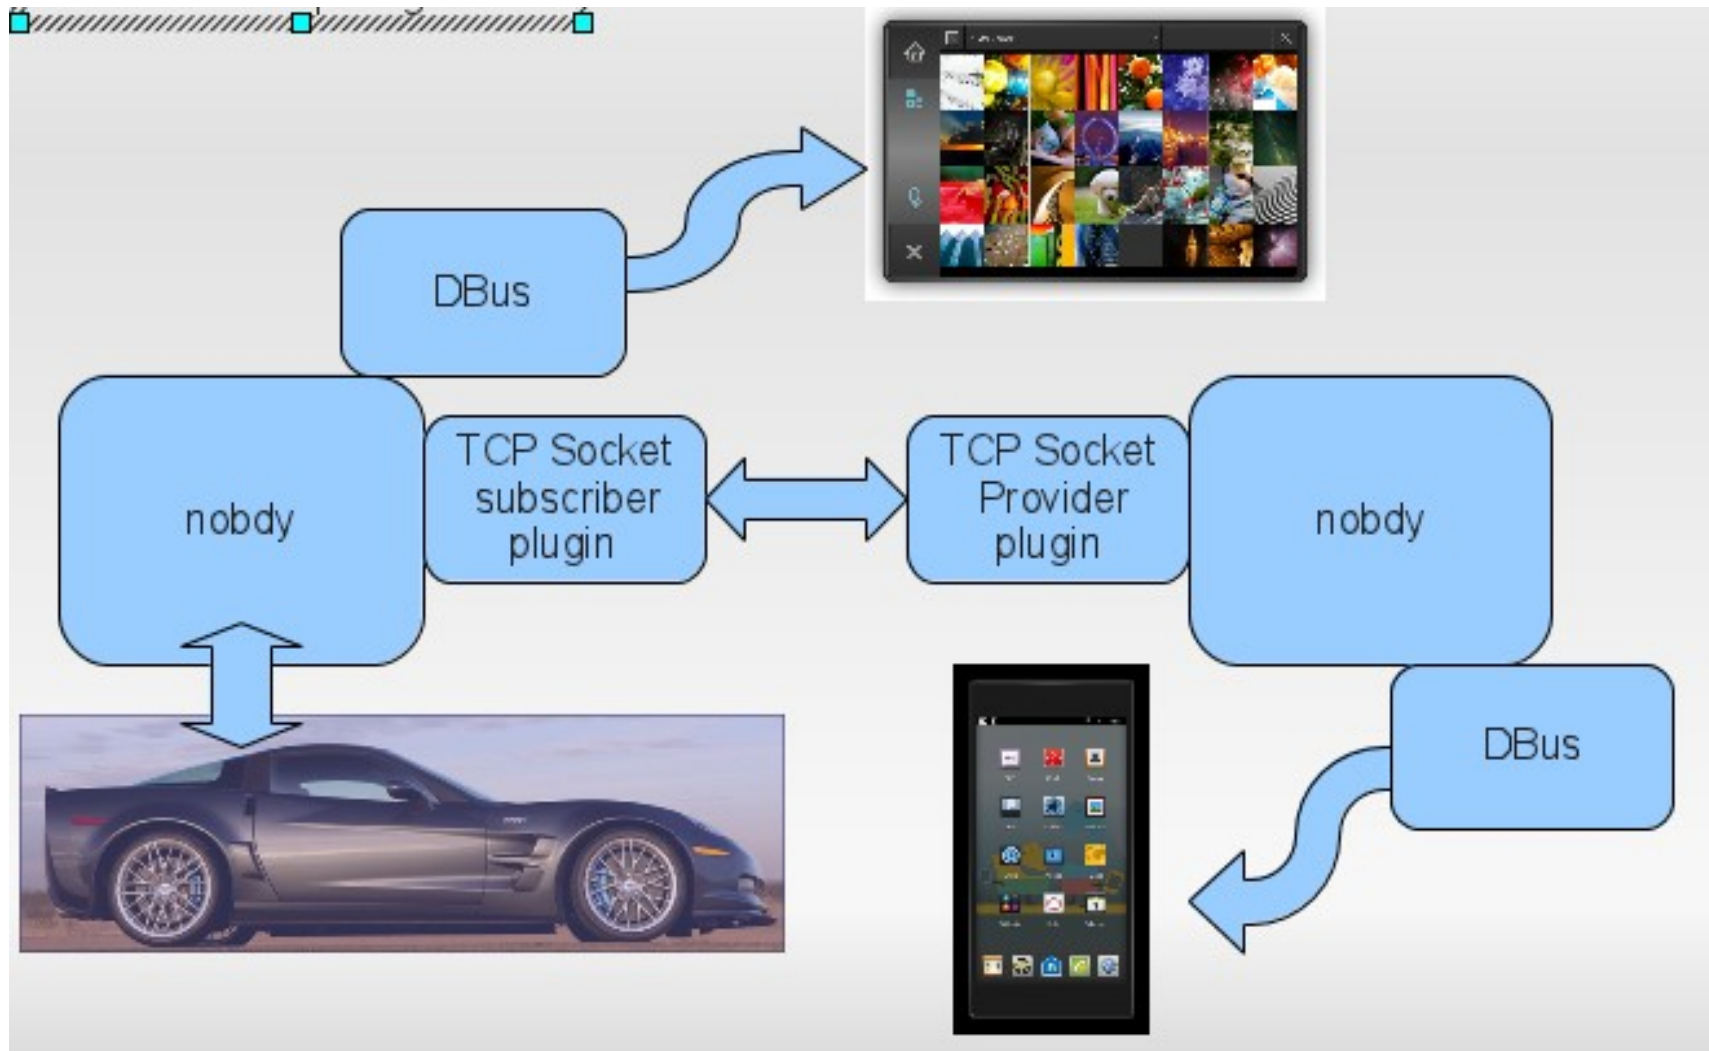 DBus
nobdy
TCP Socket
subscriber
plugin
TCP Socket
Provider
plugin
nobdy
DBus